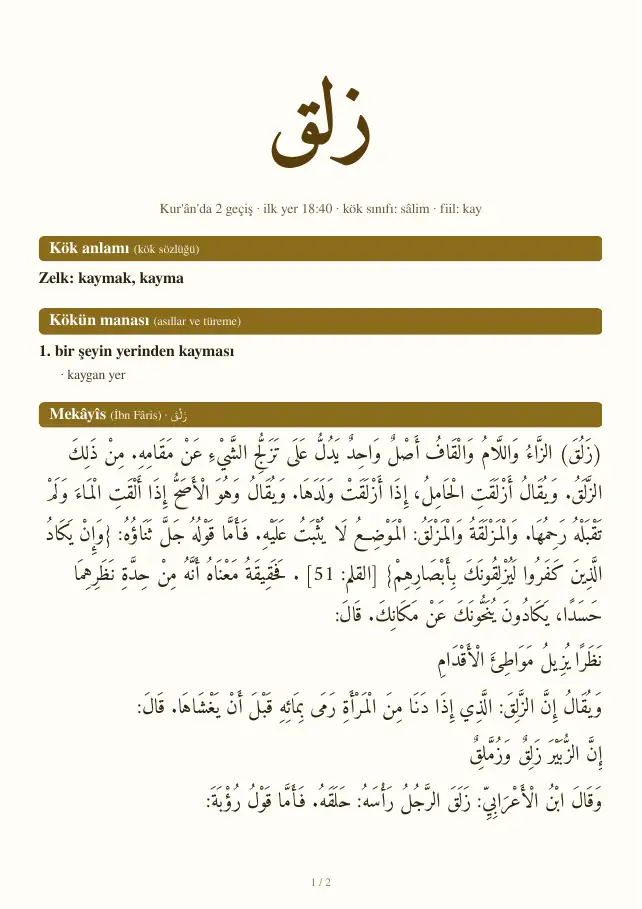 زلق
Kur'ân'da 2 geçiş · ilk yer 18:40 · kök sınıfı: sâlim · fiil: kay
Kök anlamı (kök sözlüğü)
Zelk: kaymak, kayma
Kökün manası (asıllar ve türeme)
1. bir şeyin yerinden kayması
· kaygan yer
Mekâyîs (İbn Fâris) · زَلَقَ
(زَلَقَ) الزَّاءُ وَاللَّامُ وَالْقَافُ أَصْلٌ وَاحِدٌ يَدُلُّ عَلَى تَزَلُّجِ الشَّيْءِ عَنْ مَقَامِهِ. مِنْ ذَلِكَ
الزَّلَقُ. وَيُقَالُ أَزْلَقَتِ الْحَامِلُ، إِذَا أَزْلَقَتْ وَلَدَهَا. وَيُقَالُ وَهُوَ الْأَصَحُّ إِذَا أَلْقَتِ الْمَاءَ وَلَمْ
تَقْبَلْهُ رَحِمُهَا. وَالْمَزْلَقَةُ وَالْمَزْلَقُ: الْمَوْضِعُ لَا يُثْبَتُ عَلَيْهِ. فَأَمَّا قَوْلُهُ جَلَّ ثَنَاؤُهُ: {وَإِنْ يَكَادُ
الَّذِينَ كَفَرُوا لَيُزْلِقُونَكَ بِأَبْصَارِهِمْ} [القلم: 51] . فَحَقِيقَةُ مَعْنَاهُ أَنَّهُ مِنْ حِدَّةِ نَظَرِهِمَا
حَسَدًا، يَكَادُونَ يُنَحُّونَكَ عَنْ مَكَانِكَ. قَالَ:
نَظَرًا يُزِيلُ مَوَاطِئَ الْأَقْدَامِ
وَيُقَالُ إِنَّ الزَّلِقَ: الَّذِي إِذَا دَنَا مِنَ الْمَرْأَةِ رَمَى بِمَائِهِ قَبْلَ أَنْ يَغْشَاهَا. قَالَ:
إِنَّ الزُّبَيْرَ زَلِقٌ وَزُمَّلِقٌ
وَقَالَ ابْنُ الْأَعْرَابِيِّ: زَلَقَ الرَّجُلُ رَأْسَهُ: حَلَقَهُ. فَأَمَّا قَوْلُ رُؤْبَةَ:
1 / 2